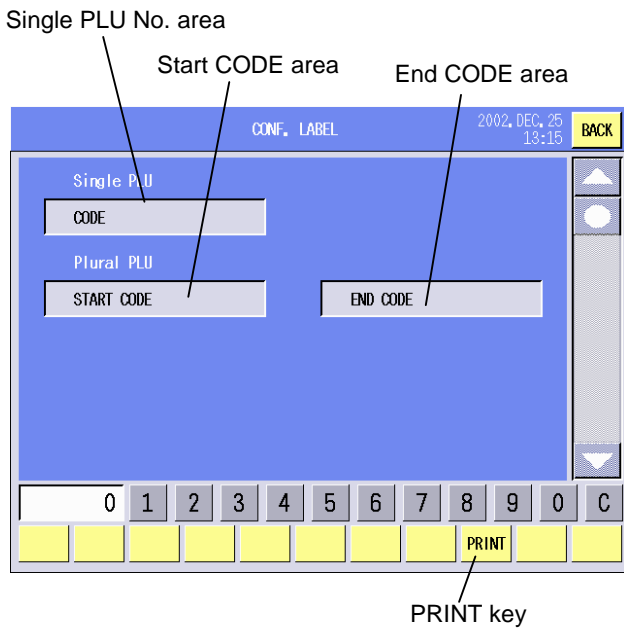 Single PLU No. area
Start CODE area
End CODE area
CONF. LABEL
2002.DEC.25
13:15
BACK
Single PLU
CODE
Plural PLU
START CODE
END CODE
0 1 2 3 4 5 6 7 8 9 0 C
PRINT
PRINT key